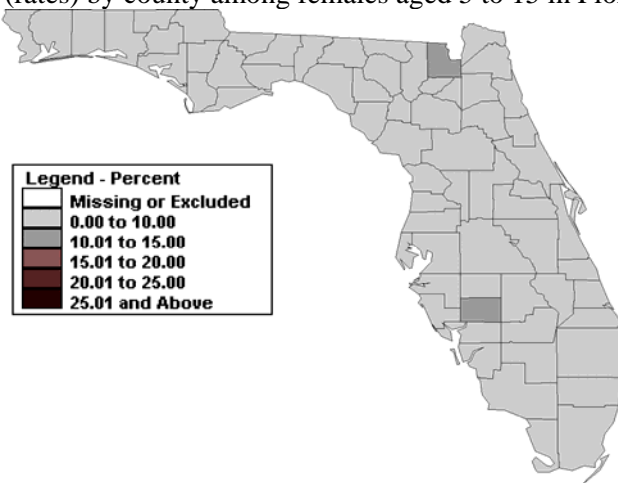 (rates) by county among females aged 5 to 13 in
Legend - Percent
Missing or Excluded
0.00 to 10.00
10.01 to 15.00
15.01 to 20.00
20.01 to 25.00
25.01 and Above